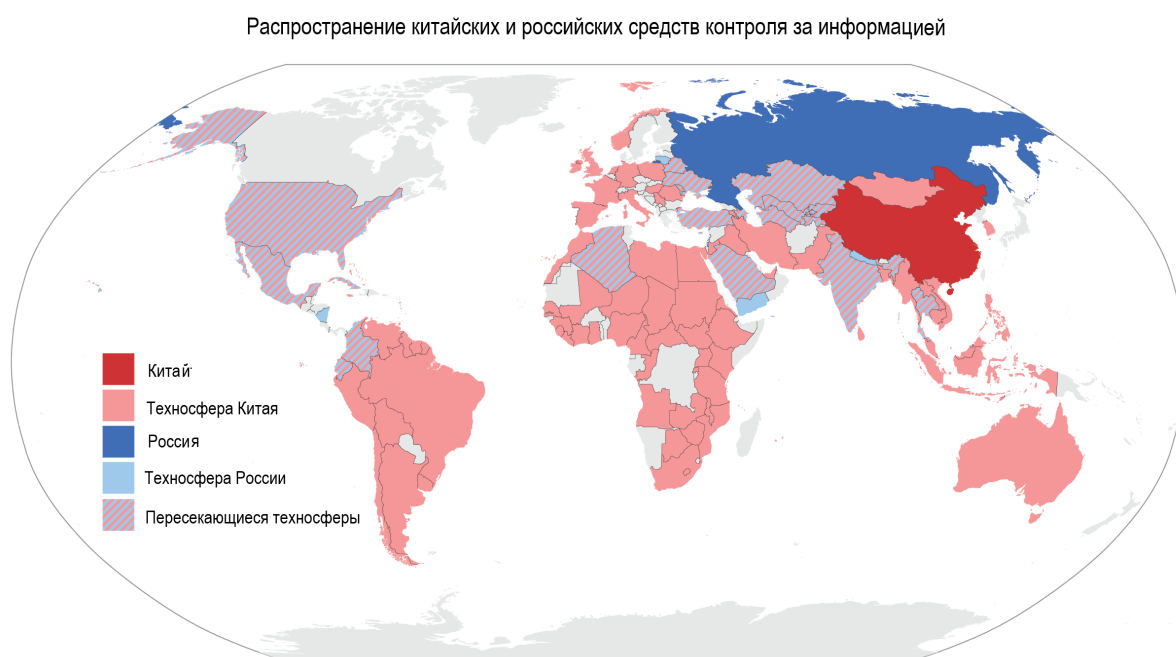 Распространение китайских и российских средств контроля за информацией
Китай
Техносфера Китая
Россия
Техносфера России
Пересекающиеся техносферы